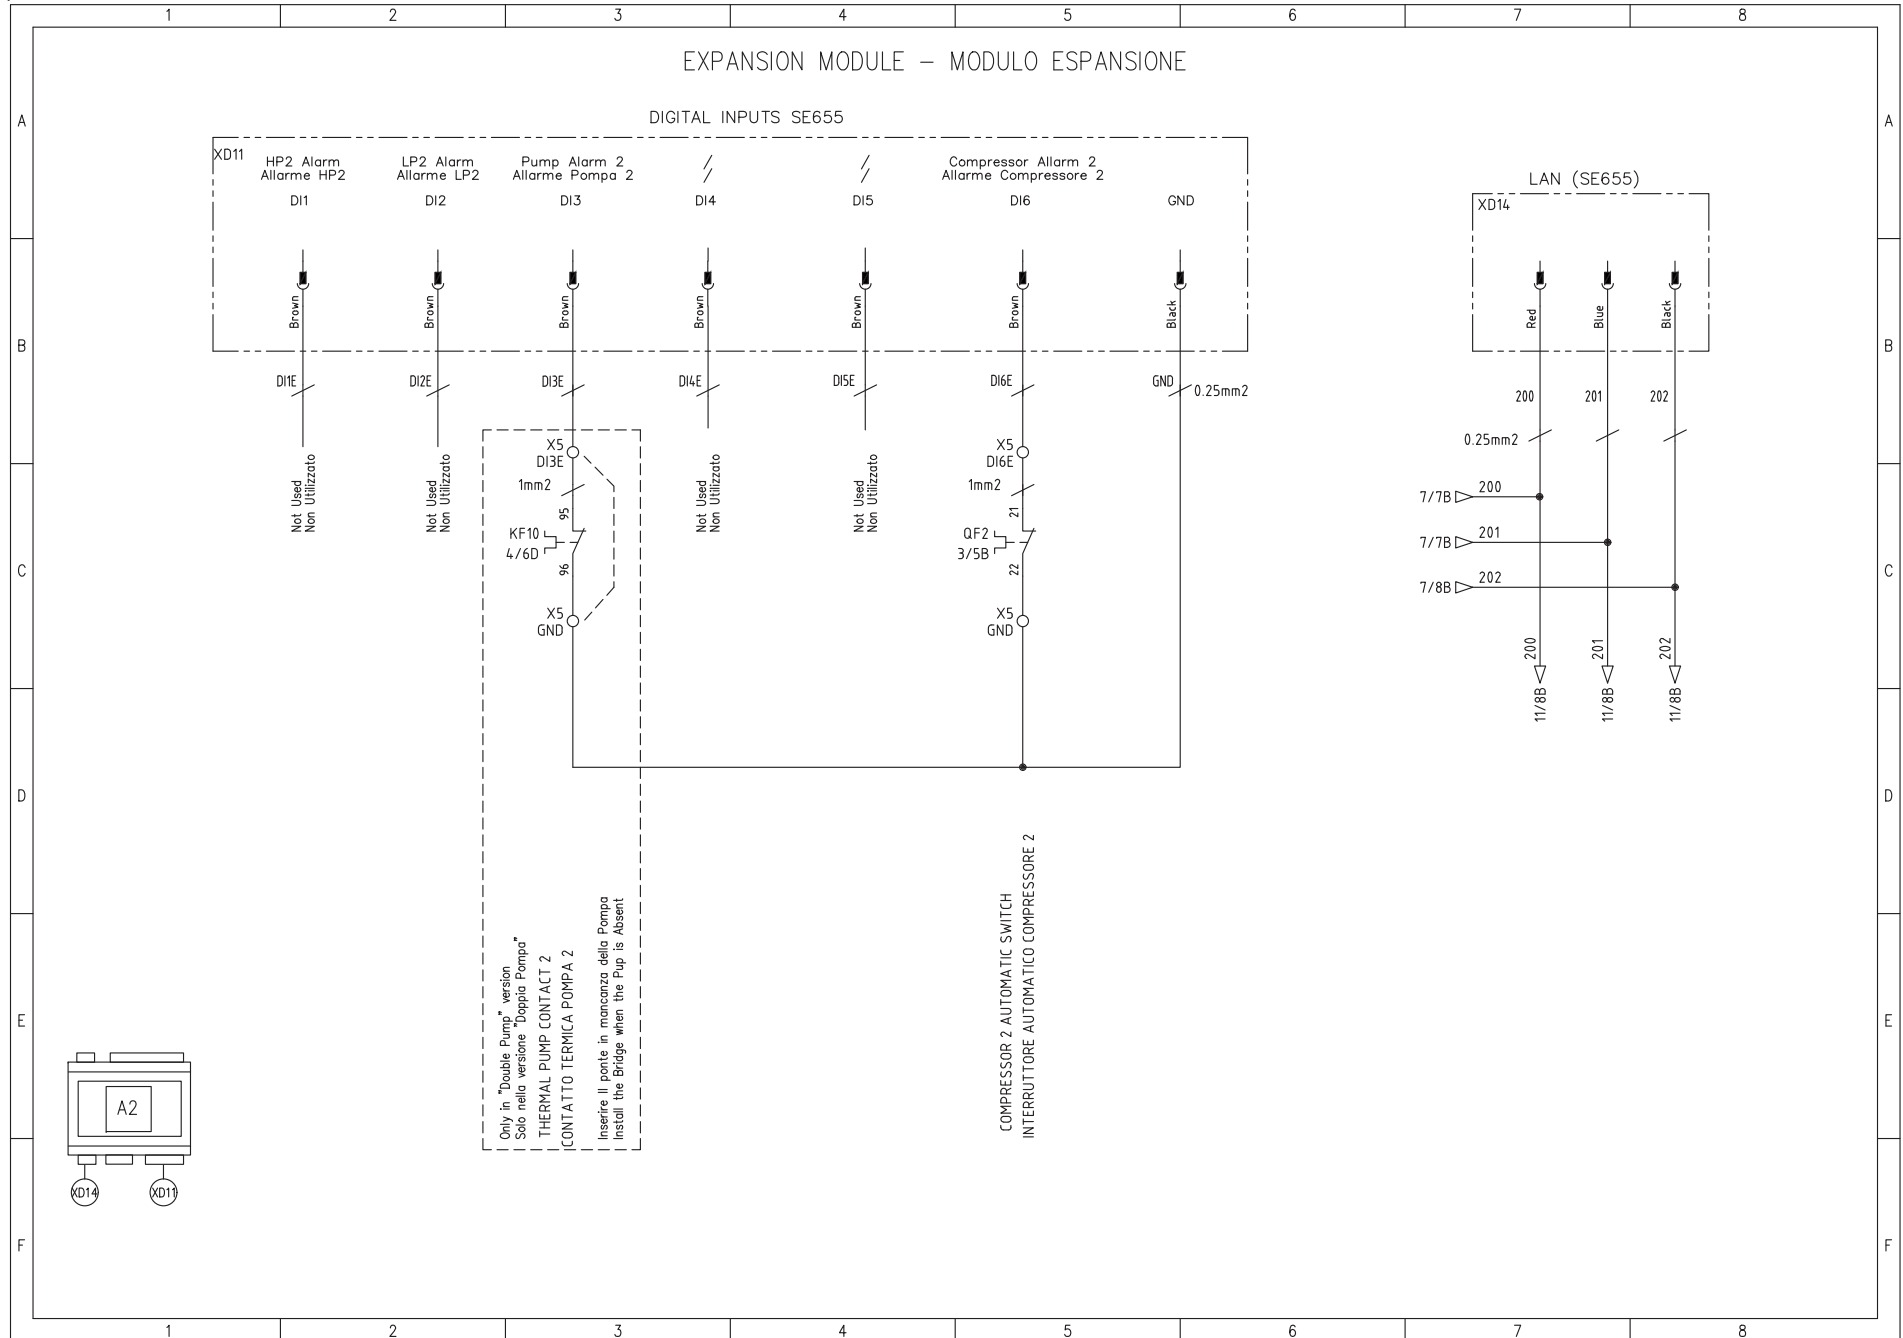 1 2 3 4 5 6 7 8
EXPANSION MODULE – MODULO ESPANSIONE
A A
DIGITAL INPUTS SE655
XD11
HP2 Alarm
Allarme HP2
DI1
LP2 Alarm
Allarme LP2
DI2
Pump Alarm 2
Allarme Pompa 2
DI3
//
DI4
//
DI5
Compressor Allarm 2
Allarme Compressore 2
DI6
GND
LAN (SE655)
XD14
Brown
Brown
Brown
Brown
Brown
Brown
Black
Red
Blue
Black
B B
DI1E
DI2E
DI3E
DI4E
DI5E
DI6E
GND
0.25mm2
200
201
202
0.25mm2
Not Used
Non Utilizzato
Not Used
Non Utilizzato
X5
DI3E
1mm2
95
KF10
4/6D
96
X5
GND
Not Used
Non Utilizzato
Not Used
Non Utilizzato
X5
DI6E
1mm2
21
QF2
3/5B
22
X5
GND
7/7B 200
7/7B 201
7/8B 202
C C
200
201
202
11/8B
11/8B
11/8B
D D
Only in "Double Pump" version
Solo nella versione "Doppia Pompa"
THERMAL PUMP CONTACT 2
CONTATTO TERMICA POMPA 2
Inserire Il ponte in mancanza della Pompa
Install the Bridge when the Pup is Absent
COMPRESSOR 2 AUTOMATIC SWITCH
INTERRUTTORE AUTOMATICO COMPRESSORE 2
E E
A2
XD14
XD11
F F
1 2 3 4 5 6 7 8